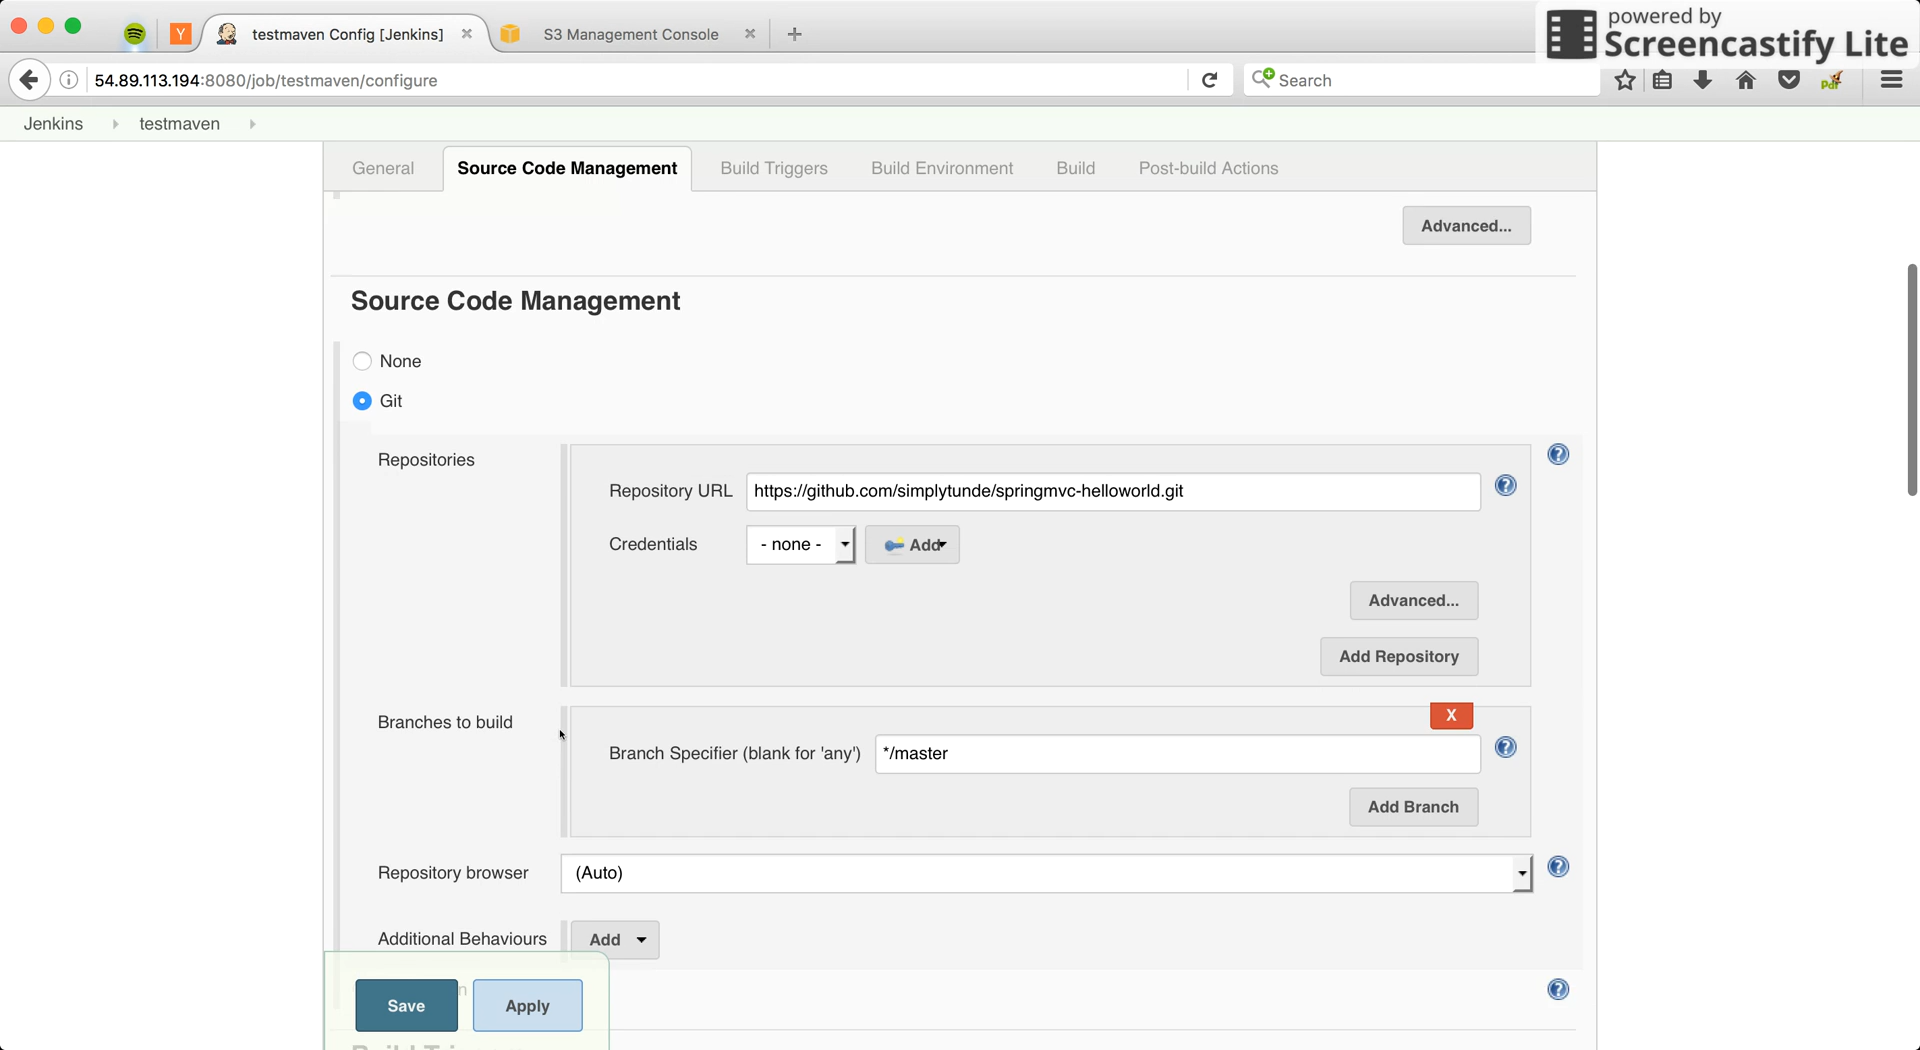 powered by
Screencastify Lite
testmaven Config [Jenkins]
S3 Management Console
54.89.113.194:8080/job/testmaven/configure
Search
Jenkins
testmaven
General
Source Code Management
Build Triggers
Build Environment
Build
Post-build Actions
Advanced...
Source Code Management
None
Git
Repositories
Repository URL
https://github.com/simplytunde/springmvc-helloworld.git
Credentials
- none -
Add
Advanced...
Add Repository
Branches to build
X
Branch Specifier (blank for 'any')
*/master
Add Branch
Repository browser
(Auto)
Additional Behaviours
Add
Save
Apply